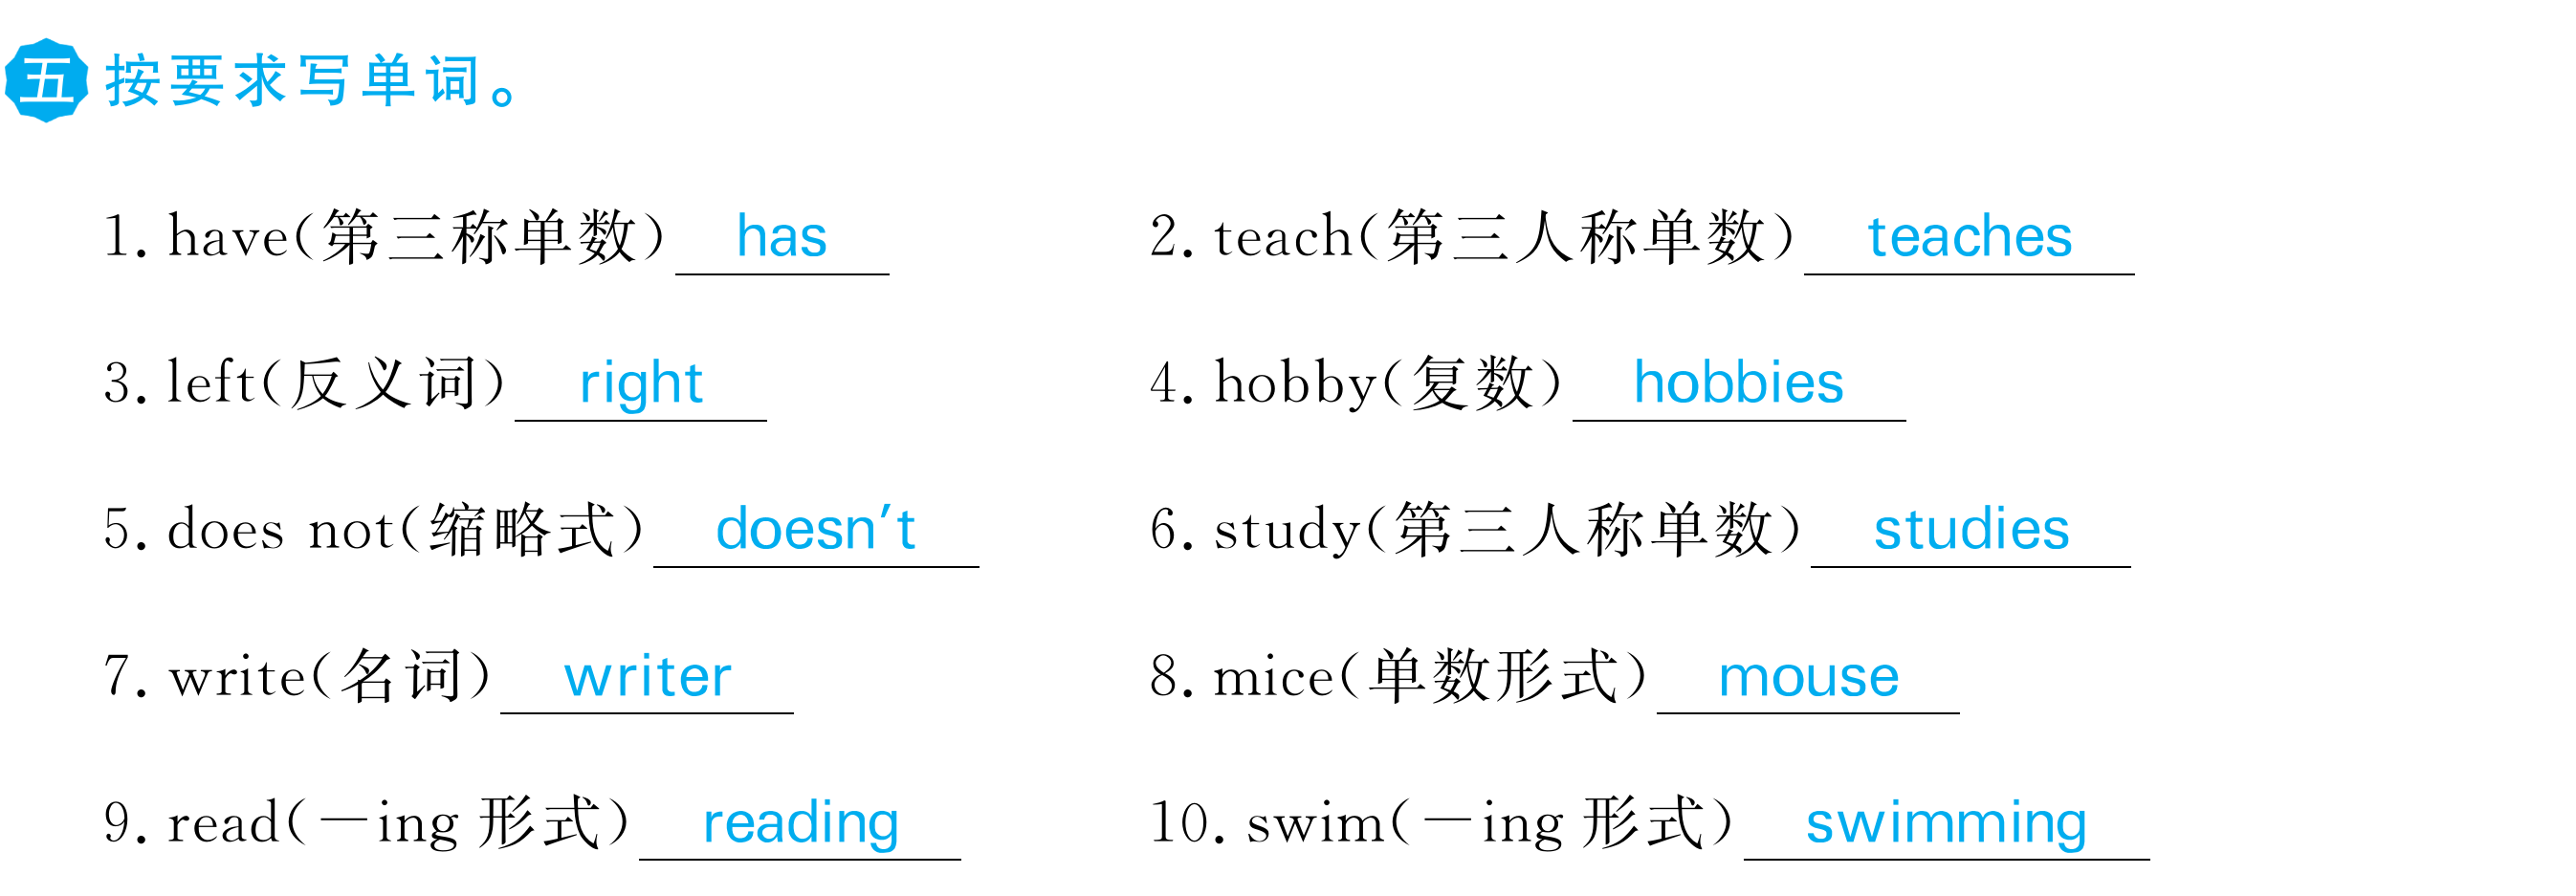 五 按要求写单词。
1. have(第三称单数) has 2. teach(第三人称单数) teaches
3. left(反义词) right 4. hobby(复数) hobbies
5. does not(缩略式) doesn't 6. study(第三人称单数) studies
7. write(名词) writer 8. mice(单数形式) mouse
9. read(－ing 形式) reading 10. swim(－ing 形式) swimming